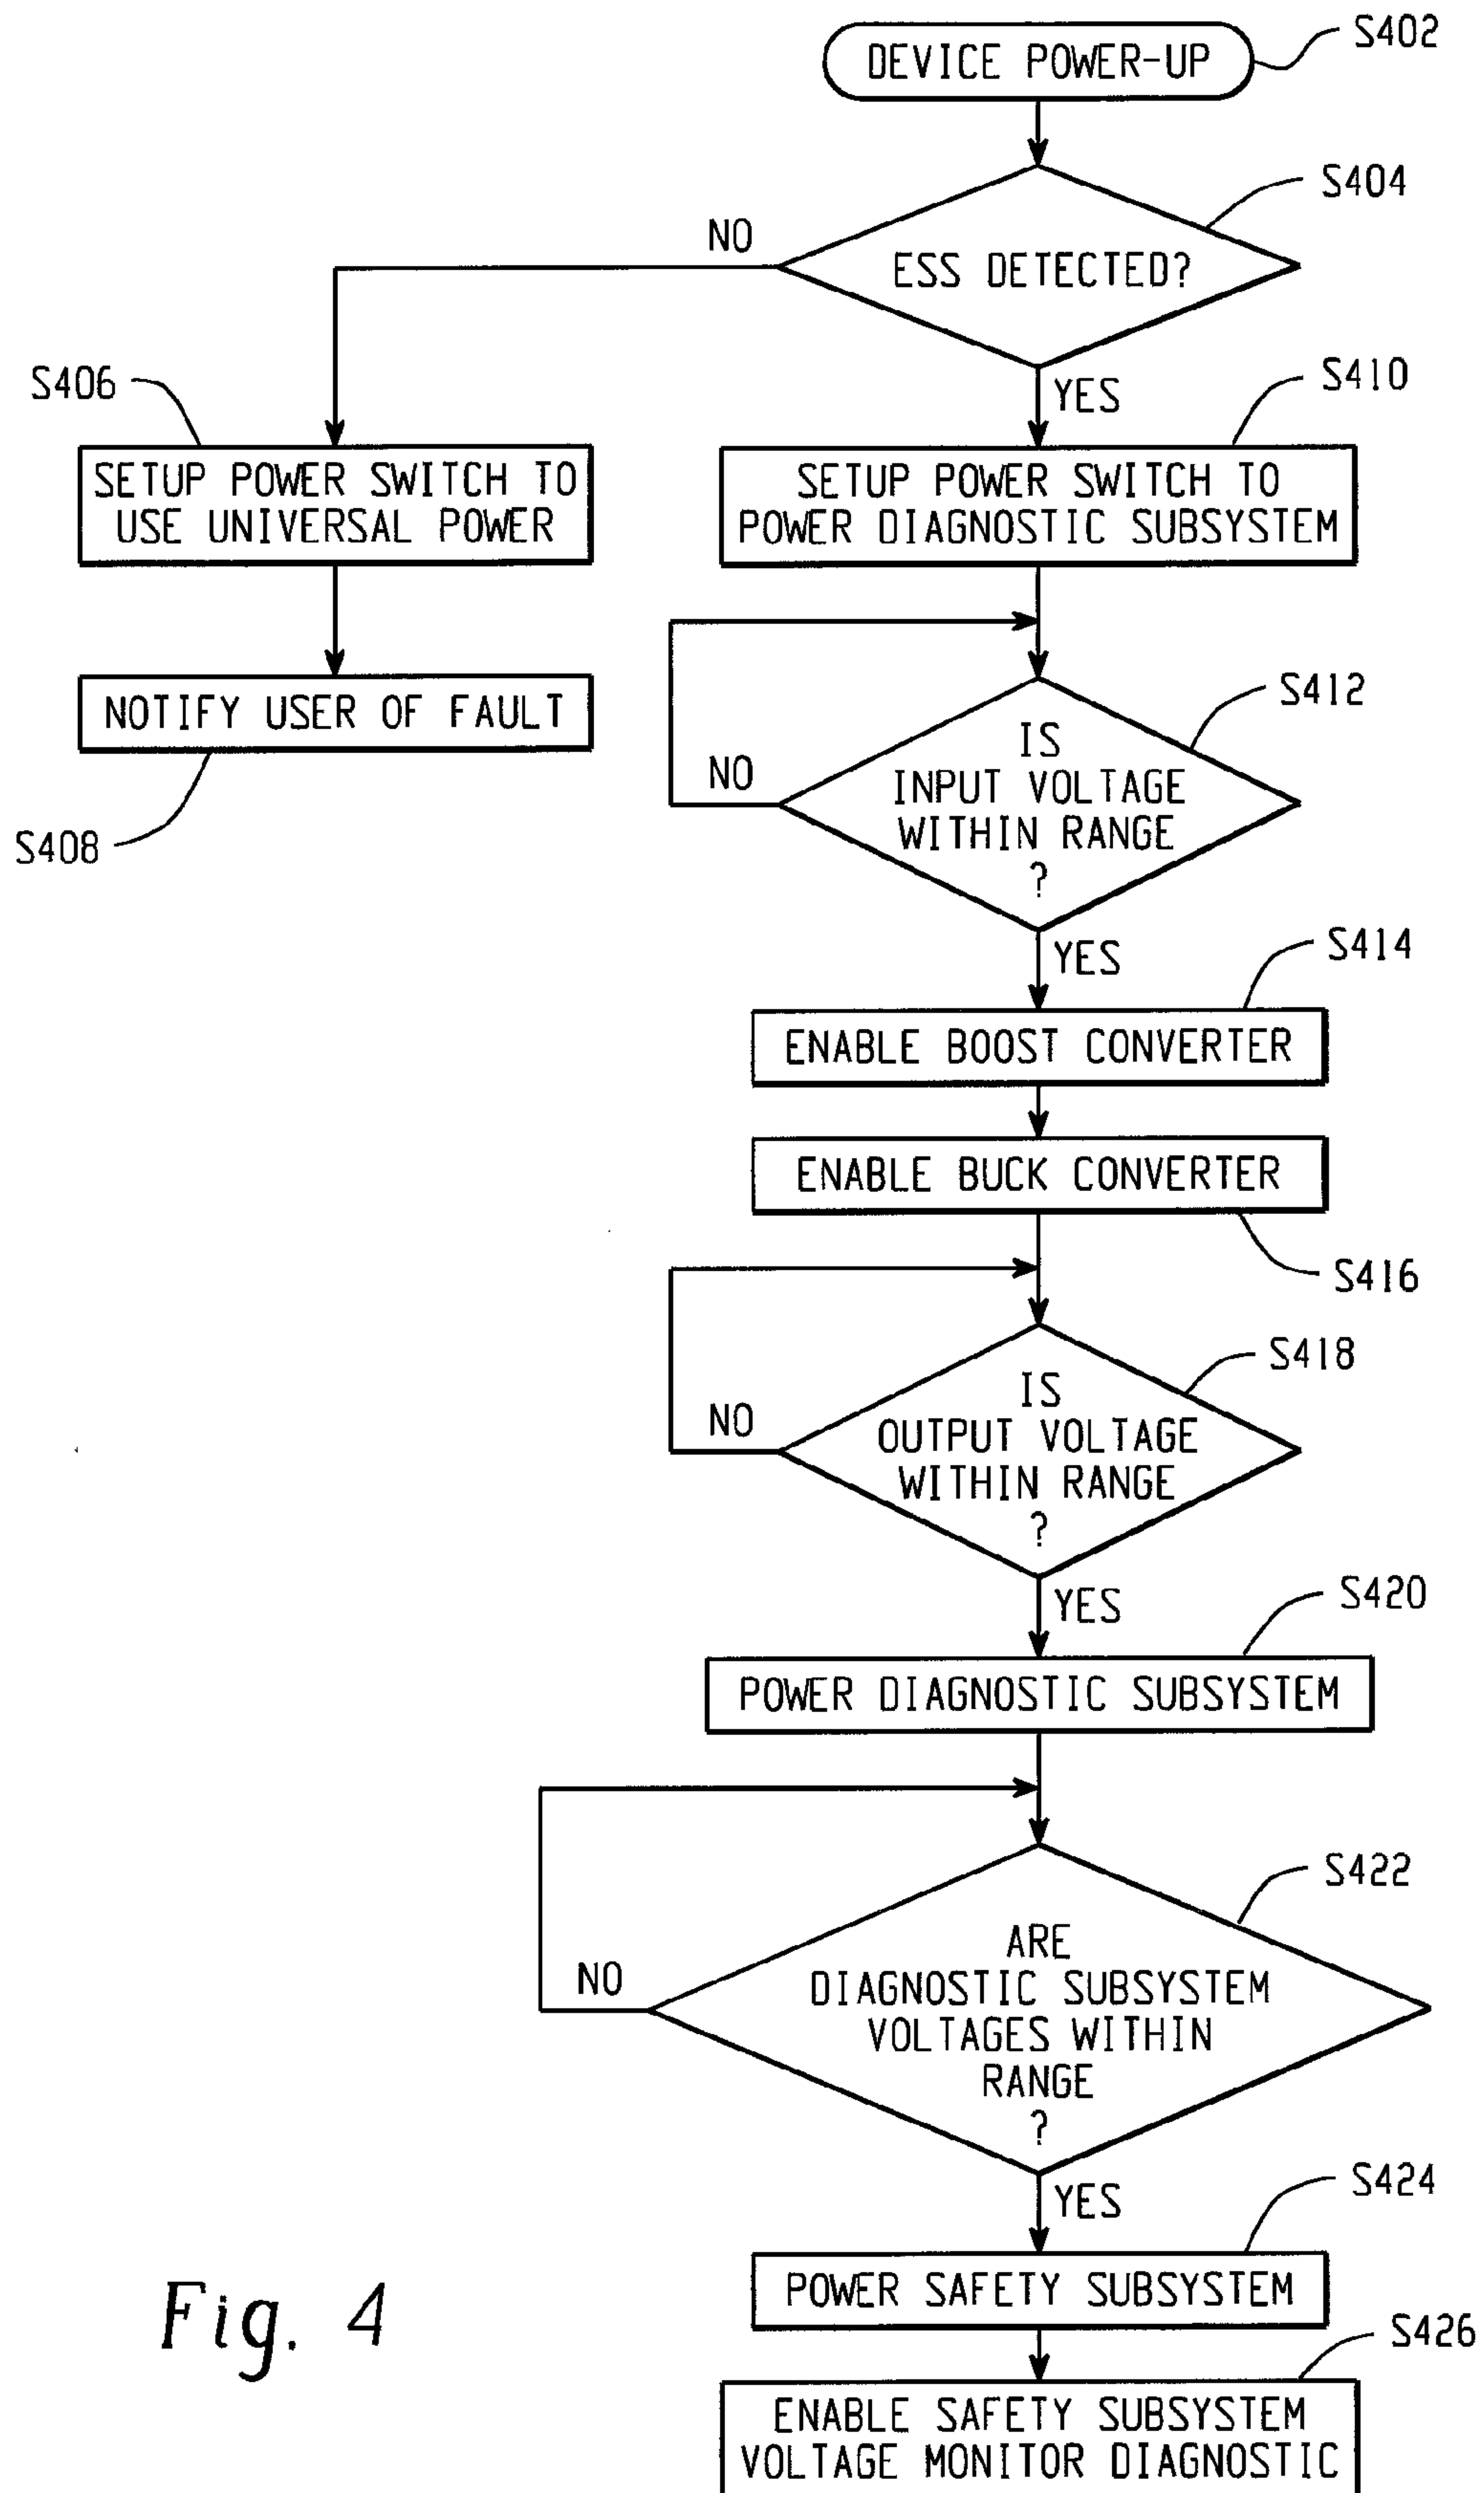 DEVICE POWER-UP
S402
S404
NO
ESS DETECTED?
S406
YES
S410
SETUP POWER SWITCH TO
USE UNIVERSAL POWER
SETUP POWER SWITCH TO
POWER DIAGNOSTIC SUBSYSTEM
NOTIFY USER OF FAULT
S408
S412
IS
INPUT VOLTAGE
WITHIN RANGE
?
NO
YES
S414
ENABLE BOOST CONVERTER
ENABLE BUCK CONVERTER
S416
S418
IS
OUTPUT VOLTAGE
WITHIN RANGE
?
NO
YES
S420
POWER DIAGNOSTIC SUBSYSTEM
S422
ARE
DIAGNOSTIC SUBSYSTEM
VOLTAGES WITHIN
RANGE
?
NO
YES
S424
POWER SAFETY SUBSYSTEM
S426
ENABLE SAFETY SUBSYSTEM
VOLTAGE MONITOR DIAGNOSTIC
Fig. 4